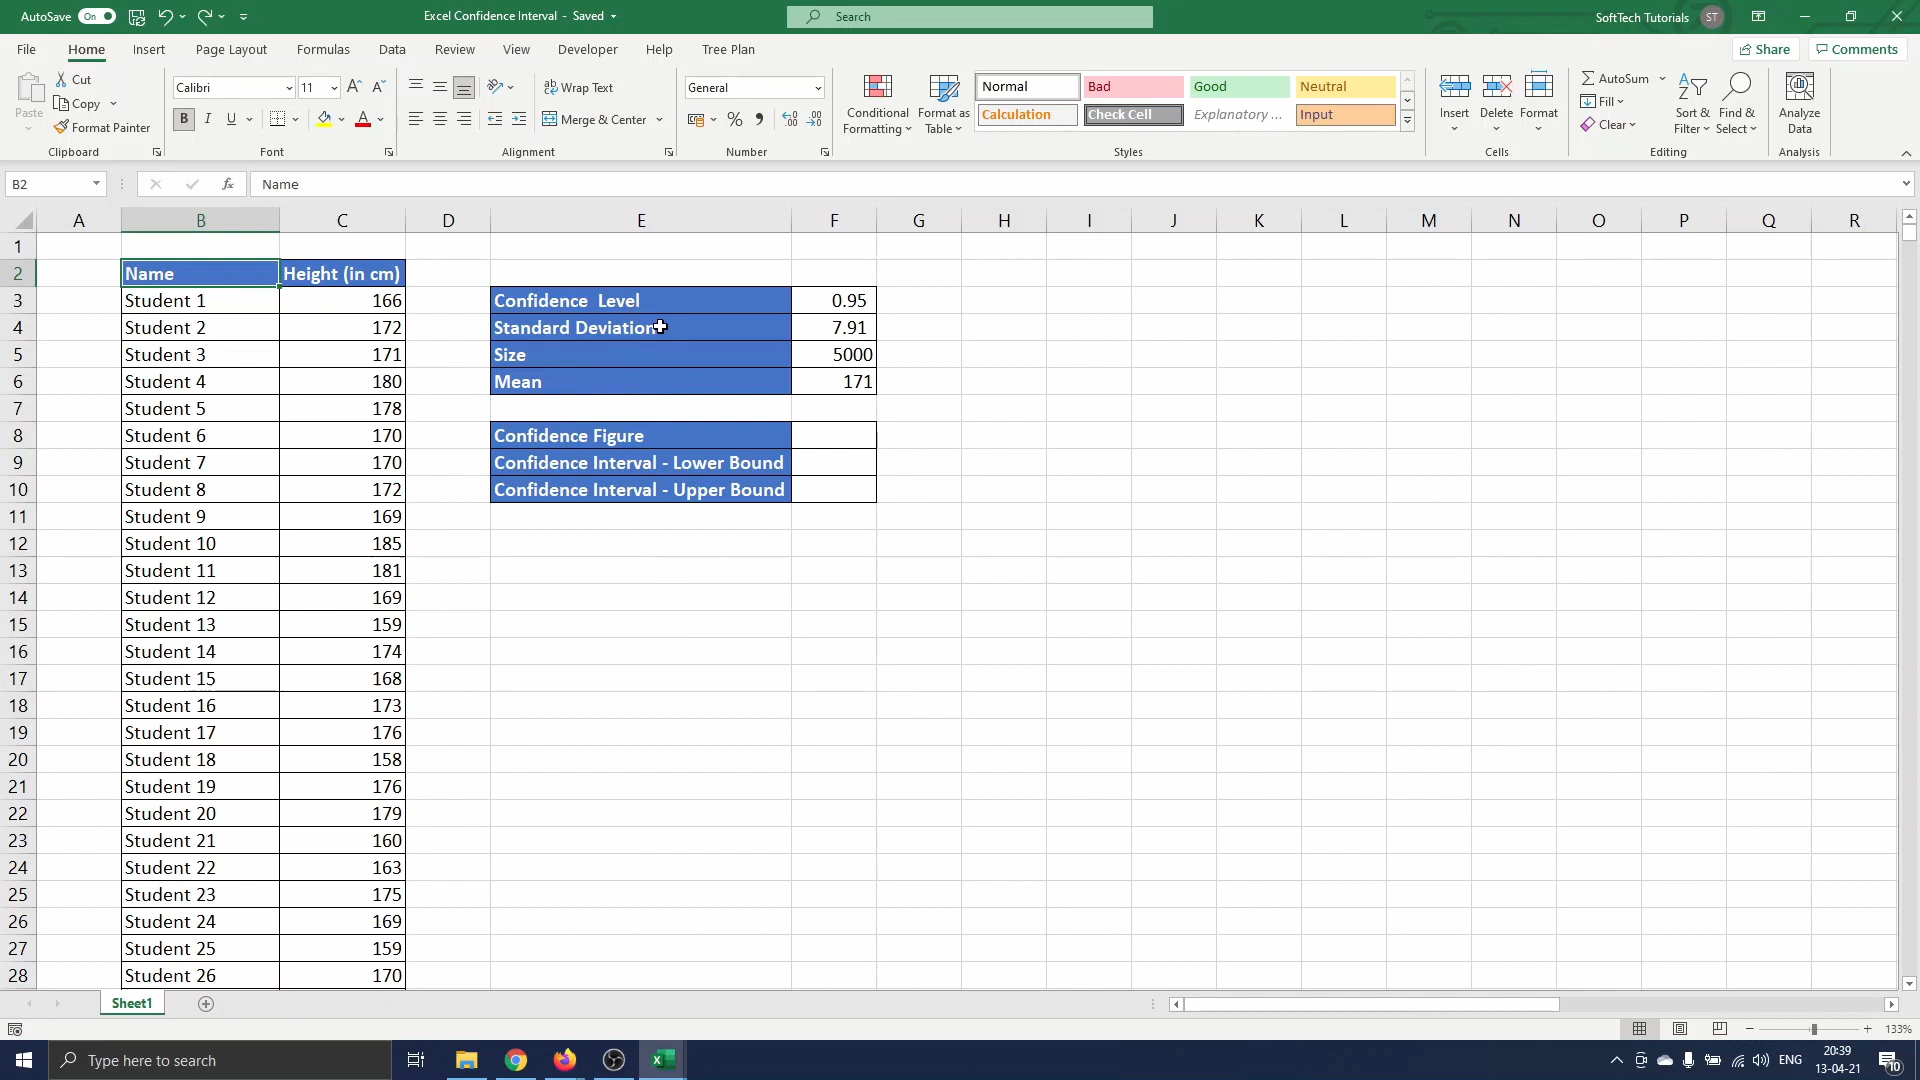 AutoSave On Excel Confidence Interval - Saved Search SoftTech Tutorials ST
File Home Insert Page Layout Formulas Data Review View Developer Help Tree Plan Share Comments
Paste Cut Copy Format Painter Clipboard
Calibri 11 B I U Font
Wrap Text Merge & Center Alignment
General % Number
Conditional Formatting Format as Table
Normal Bad Good Neutral
Calculation Check Cell Explanatory ... Input
Styles
Insert Delete Format Cells
AutoSum Fill Clear Sort & Filter Find & Select Editing
Analyze Data Analysis
B2 fx Name
A B C D E F G H I J K L M N O P Q R
1
2 Name Height (in cm)
3 Student 1 166 Confidence  Level 0.95
4 Student 2 172 Standard Deviation 7.91
5 Student 3 171 Size 5000
6 Student 4 180 Mean 171
7 Student 5 178
8 Student 6 170 Confidence Figure
9 Student 7 170 Confidence Interval - Lower Bound
10 Student 8 172 Confidence Interval - Upper Bound
11 Student 9 169
12 Student 10 185
13 Student 11 181
14 Student 12 169
15 Student 13 159
16 Student 14 174
17 Student 15 168
18 Student 16 173
19 Student 17 176
20 Student 18 158
21 Student 19 176
22 Student 20 179
23 Student 21 160
24 Student 22 163
25 Student 23 175
26 Student 24 169
27 Student 25 159
28 Student 26 170
Sheet1
133%
Type here to search ENG 20:39
13-04-21 10